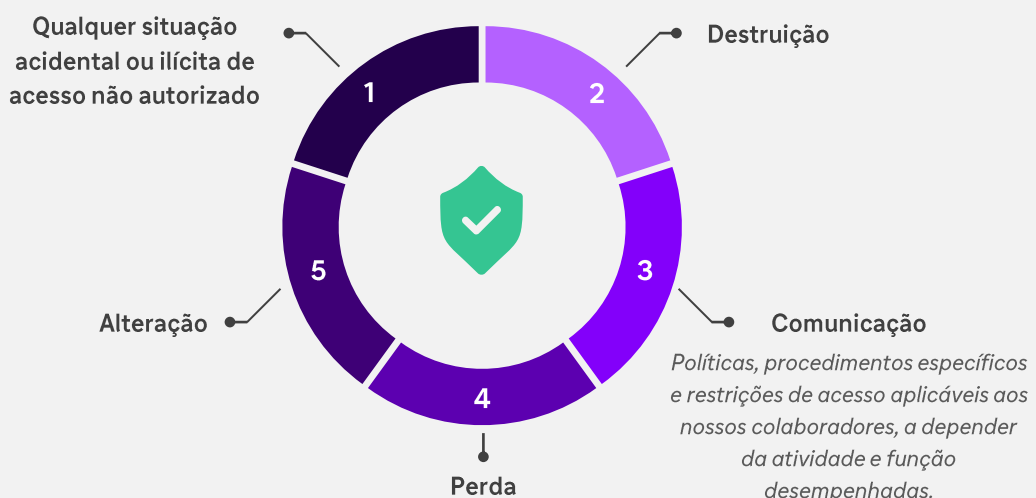 Qualquer situação
acidental ou ilícita de
acesso não autorizado
1
2
Destruição
3
Comunicação
Políticas, procedimentos específicos
e restrições de acesso aplicáveis aos
nossos colaboradores, a depender
da atividade e função
desempenhadas.
4
Perda
5
Alteração